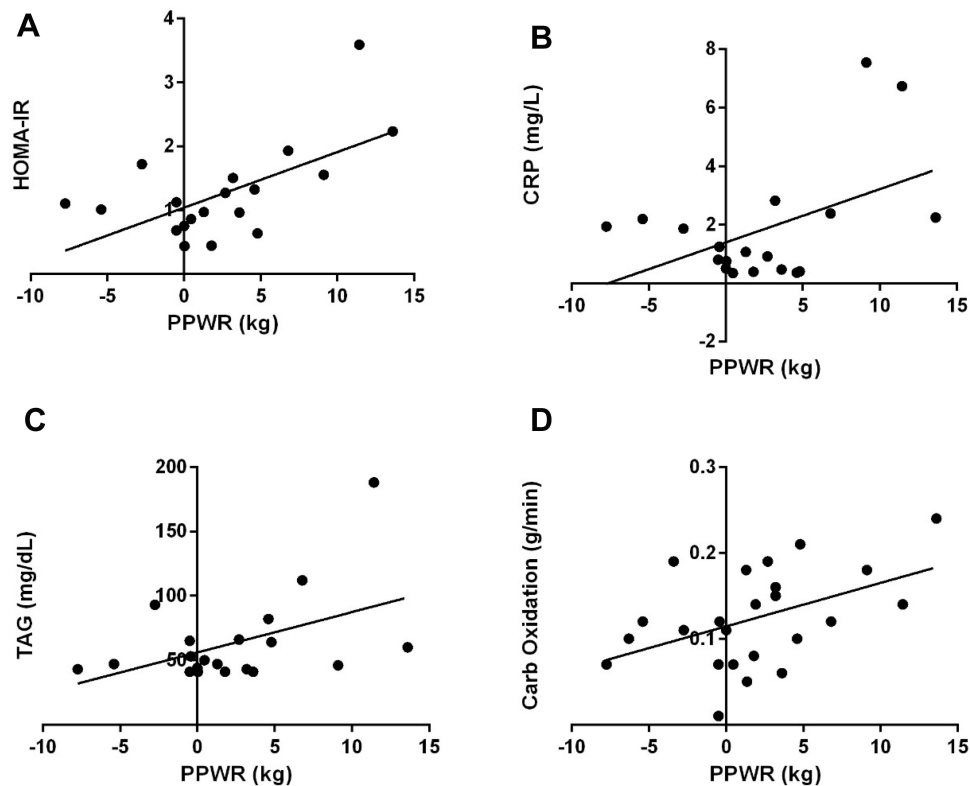 A
4
3
2
1
HOMA-IR
-10 -5 0 5 10 15
PPWR (kg)
B
8
6
4
2
-2
CRP (mg/L)
-10 -5 0 5 10 15
PPWR (kg)
C
200
150
100
50
TAG (mg/dL)
-10 -5 0 5 10 15
PPWR (kg)
D
0.3
0.2
0.1
Carb Oxidation (g/min)
-10 -5 0 5 10 15
PPWR (kg)